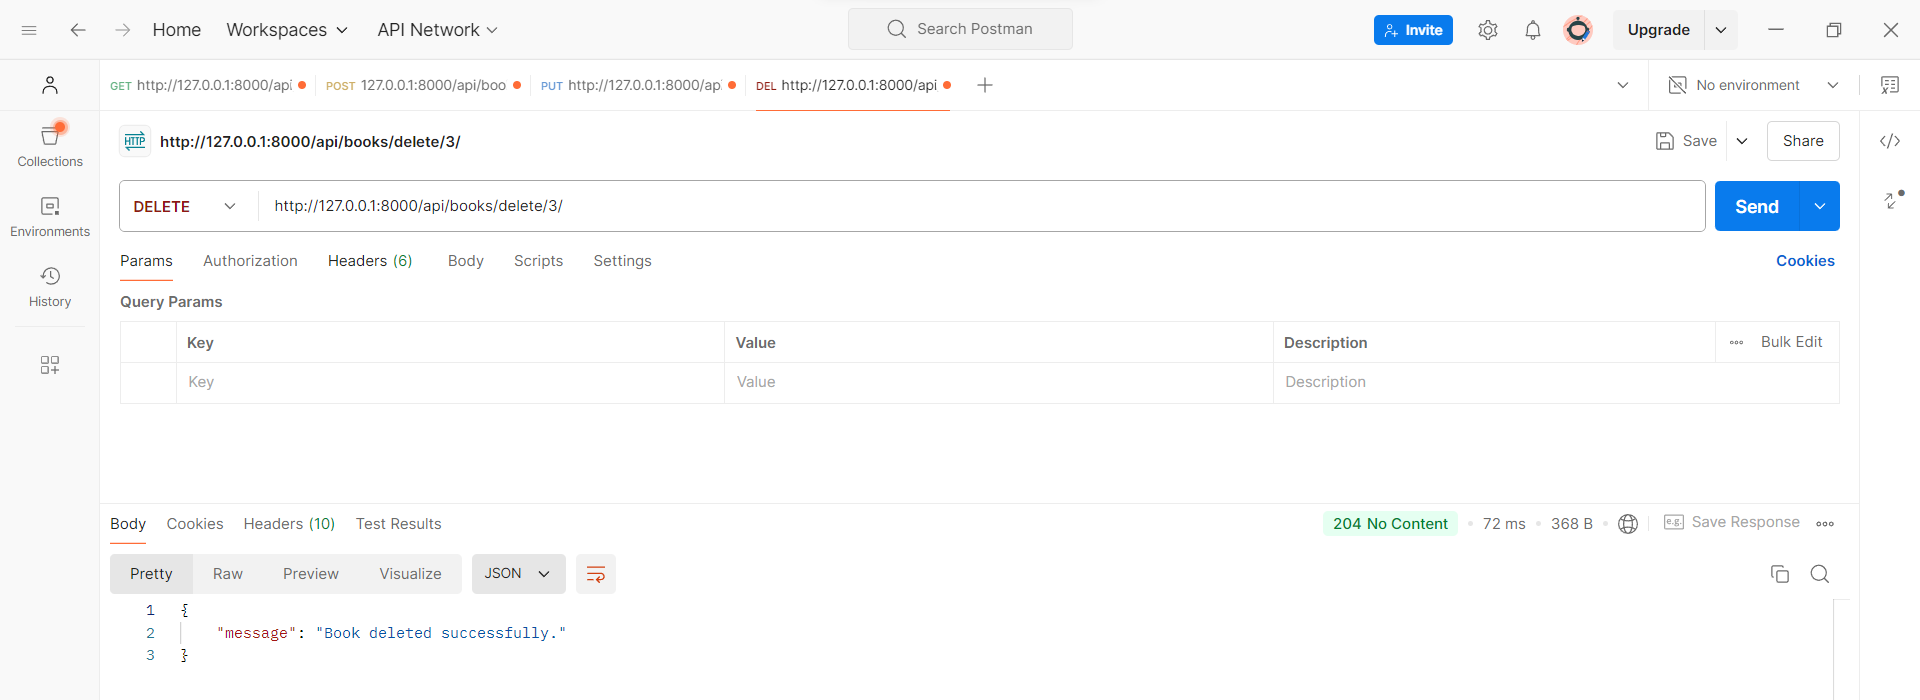 Home Workspaces API Network Search Postman Invite Upgrade
GET http://127.0.0.1:8000/api POST 127.0.0.1:8000/api/boo PUT http://127.0.0.1:8000/ap DEL http://127.0.0.1:8000/api No environment
Collections
Environments
History
HTTP http://127.0.0.1:8000/api/books/delete/3/ Save Share
DELETE http://127.0.0.1:8000/api/books/delete/3/ Send
Params Authorization Headers (6) Body Scripts Settings Cookies
Query Params
Key Value Description Bulk Edit
Key Value Description
Body Cookies Headers (10) Test Results 204 No Content 72 ms 368 B e.g. Save Response
Pretty Raw Preview Visualize JSON
1 {
2 "message": "Book deleted successfully."
3 }